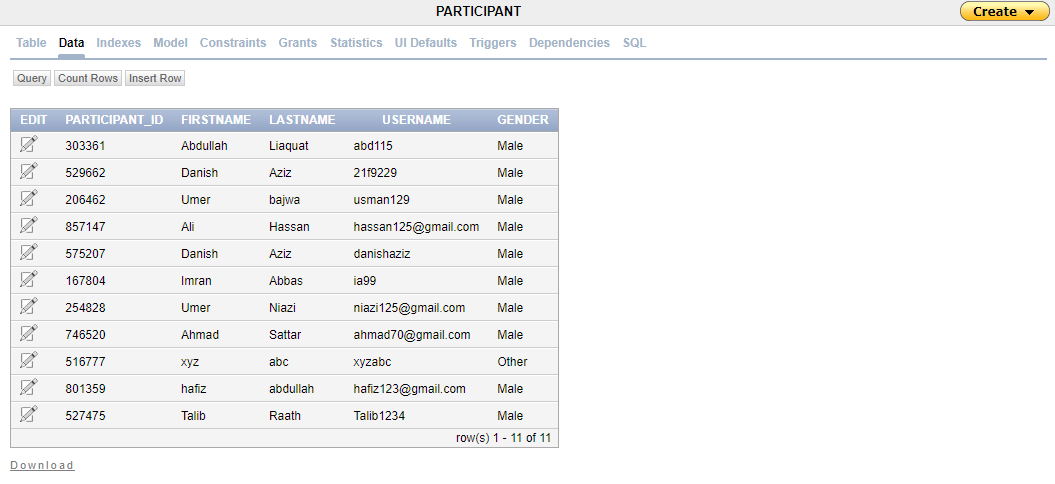 PARTICIPANT
Create
Table Data Indexes Model Constraints Grants Statistics UI Defaults Triggers Dependencies SQL
Query Count Rows Insert Row
EDIT PARTICIPANT_ID FIRSTNAME LASTNAME USERNAME GENDER
303361 Abdullah Liaquat abd115 Male
529662 Danish Aziz 21f9229 Male
206462 Umer bajwa usman129 Male
857147 Ali Hassan hassan125@gmail.com Male
575207 Danish Aziz danishaziz Male
167804 Imran Abbas ia99 Male
254828 Umer Niazi niazi125@gmail.com Male
746520 Ahmad Sattar ahmad70@gmail.com Male
516777 xyz abc xyzabc Other
801359 hafiz abdullah hafiz123@gmail.com Male
527475 Talib Raath Talib1234 Male
row(s) 1 - 11 of 11
Download